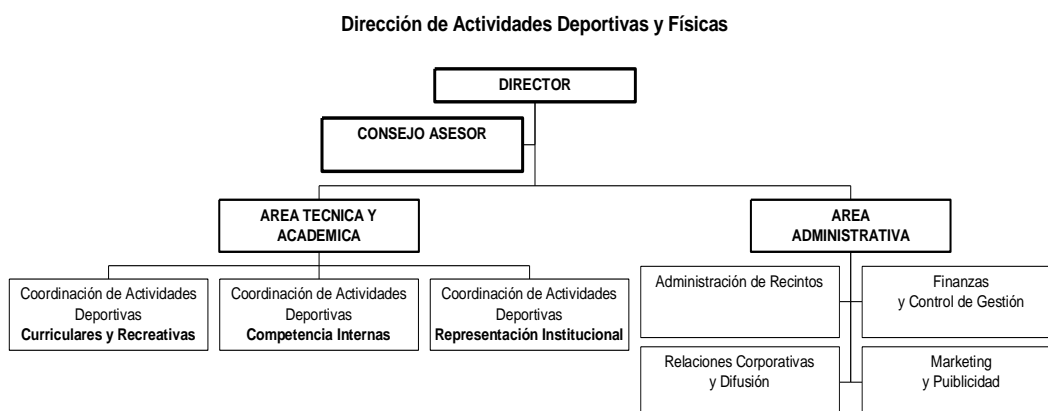 Dirección de Actividades Deportivas y Físicas
DIRECTOR
CONSEJO ASESOR
AREA TECNICA Y
ACADEMICA
AREA
ADMINISTRATIVA
Coordinación de Actividades
Deportivas
Curriculares y Recreativas
Coordinación de Actividades
Deportivas
Competencia Internas
Coordinación de Actividades
Deportivas
Representación Institucional
Administración de Recintos
Finanzas
y Control de Gestión
Relaciones Corporativas
y Difusión
Marketing
y Puiblicidad